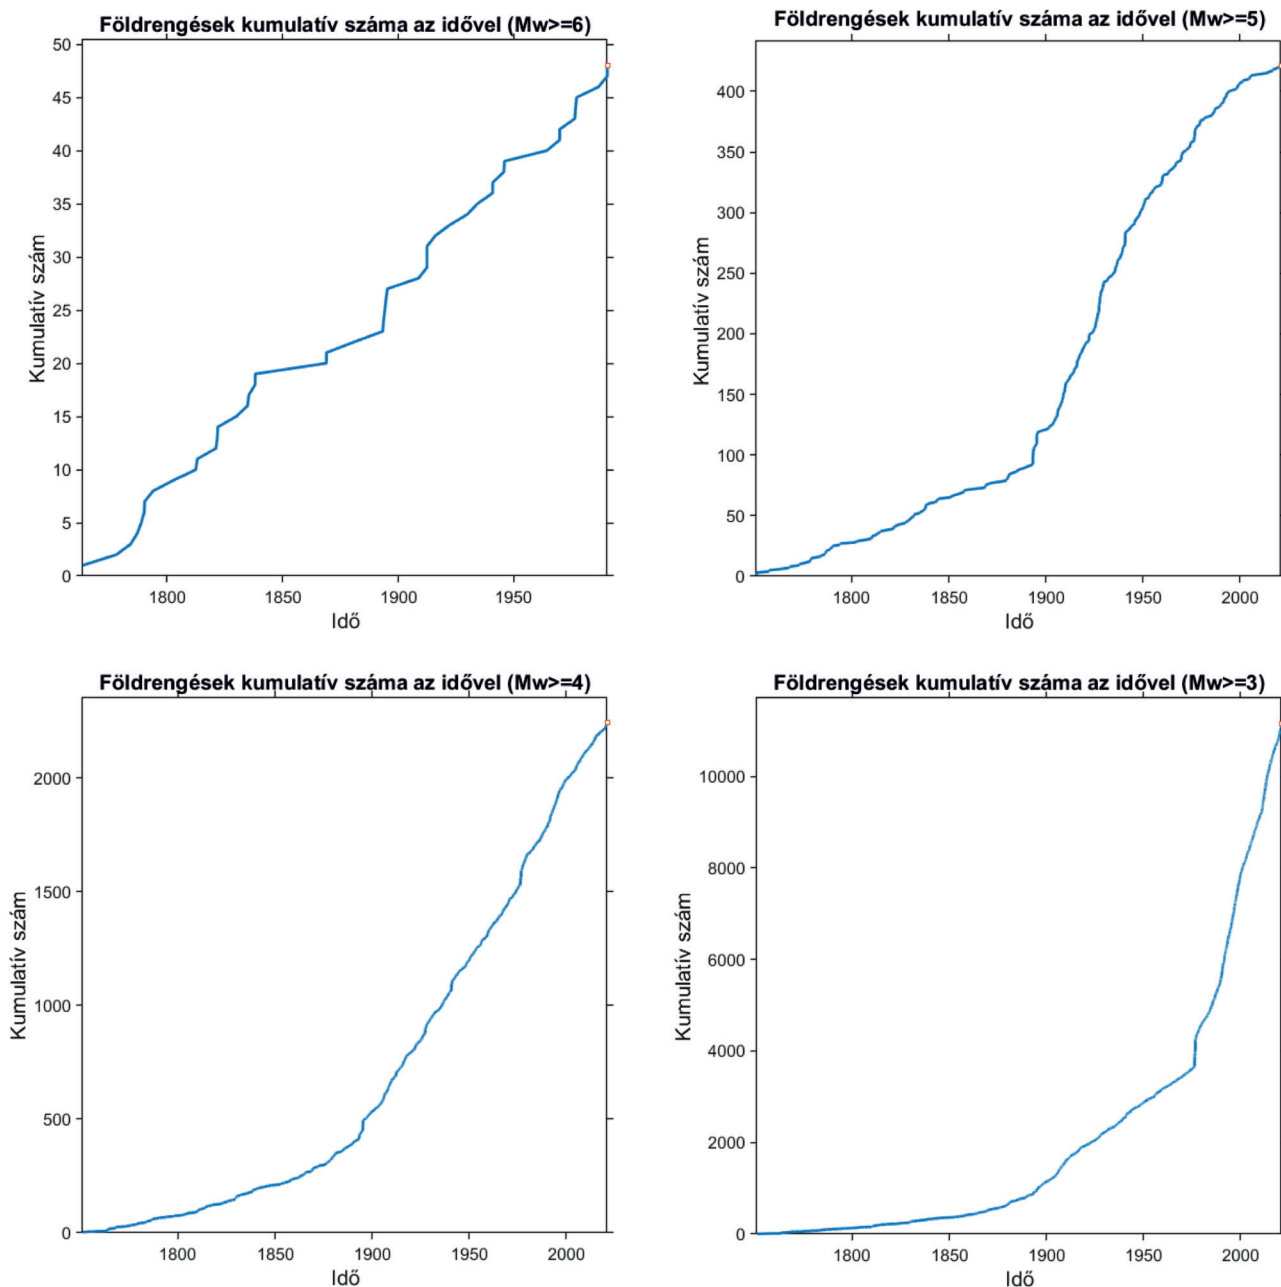 Földrengések kumulatív száma az idővel (Mw>=6)
50
45
40
35
30
25
20
15
10
5
0
Kumulatív szám
1800 1850 1900 1950
Idő
Földrengések kumulatív száma az idővel (Mw>=5)
400
350
300
250
200
150
100
50
0
Kumulatív szám
1800 1850 1900 1950 2000
Idő
Földrengések kumulatív száma az idővel (Mw>=4)
2000
1500
1000
500
0
Kumulatív szám
1800 1850 1900 1950 2000
Idő
Földrengések kumulatív száma az idővel (Mw>=3)
10000
8000
6000
4000
2000
0
Kumulatív szám
1800 1850 1900 1950 2000
Idő